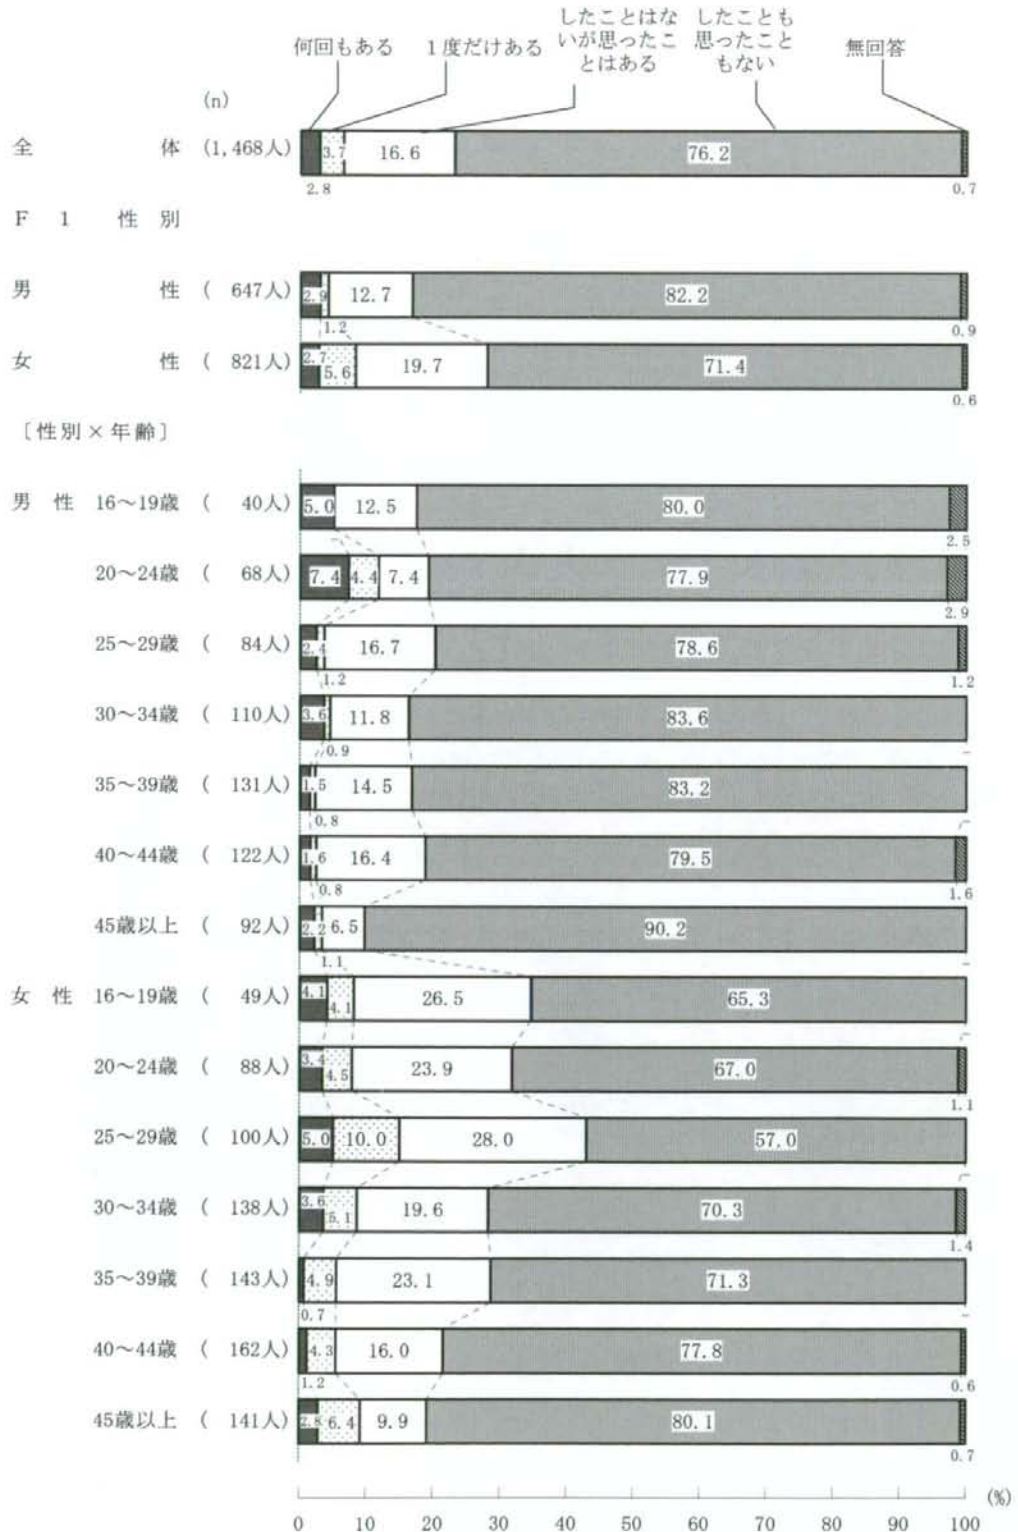 何回もある
1度だけある
したことはな
いが思ったこ
とはある
したことも
思ったこと
もない
無回答
(n)
全 体 (1,468人) 3.7 16.6 76.2
2.8 0.7
F 1 性 別
男 性 ( 647人) 2.9 12.7 82.2
1.2 0.9
女 性 ( 821人) 2.7 5.6 19.7 71.4
0.6
〔性別×年齢〕
男 性 16～19歳 ( 40人) 5.0 12.5 80.0
2.5
20～24歳 ( 68人) 7.4 4.4 7.4 77.9
2.9
25～29歳 ( 84人) 2.4 16.7 78.6
1.2 1.2
30～34歳 ( 110人) 3.6 11.8 83.6
0.9 -
35～39歳 ( 131人) 1.5 14.5 83.2
0.8 -
40～44歳 ( 122人) 1.6 16.4 79.5
0.8 1.6
45歳以上 ( 92人) 2.2 6.5 90.2
1.1 -
女 性 16～19歳 ( 49人) 4.1 4.1 26.5 65.3
-
20～24歳 ( 88人) 3.4 4.5 23.9 67.0
1.1
25～29歳 ( 100人) 5.0 10.0 28.0 57.0
-
30～34歳 ( 138人) 3.6 5.1 19.6 70.3
1.4
35～39歳 ( 143人) 4.9 23.1 71.3
0.7 -
40～44歳 ( 162人) 4.3 16.0 77.8
1.2 0.6
45歳以上 ( 141人) 2.8 6.4 9.9 80.1
0.7
0 10 20 30 40 50 60 70 80 90 100 (%)